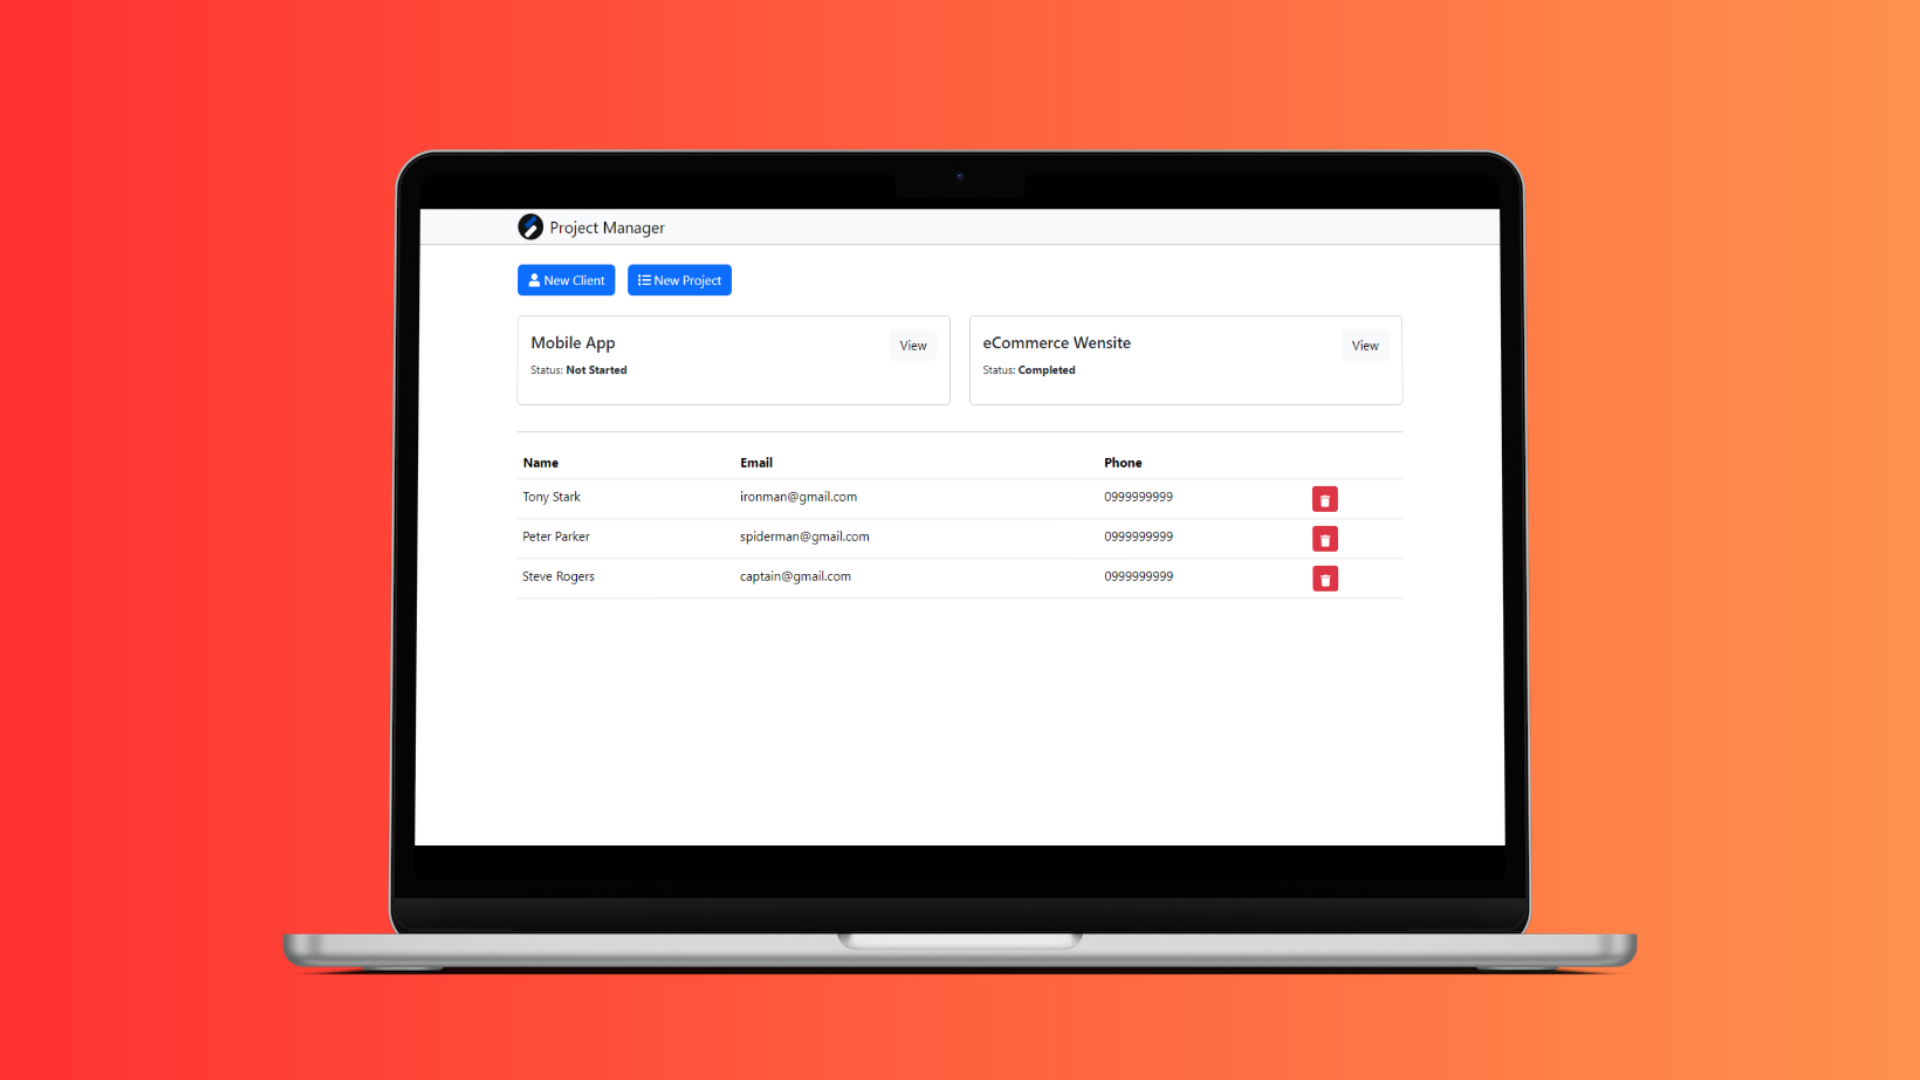 Project Manager
New Client New Project
Mobile App View
Status: Not Started
eCommerce Wensite View
Status: Completed
Name Email Phone
Tony Stark ironman@gmail.com 0999999999
Peter Parker spiderman@gmail.com 0999999999
Steve Rogers captain@gmail.com 0999999999